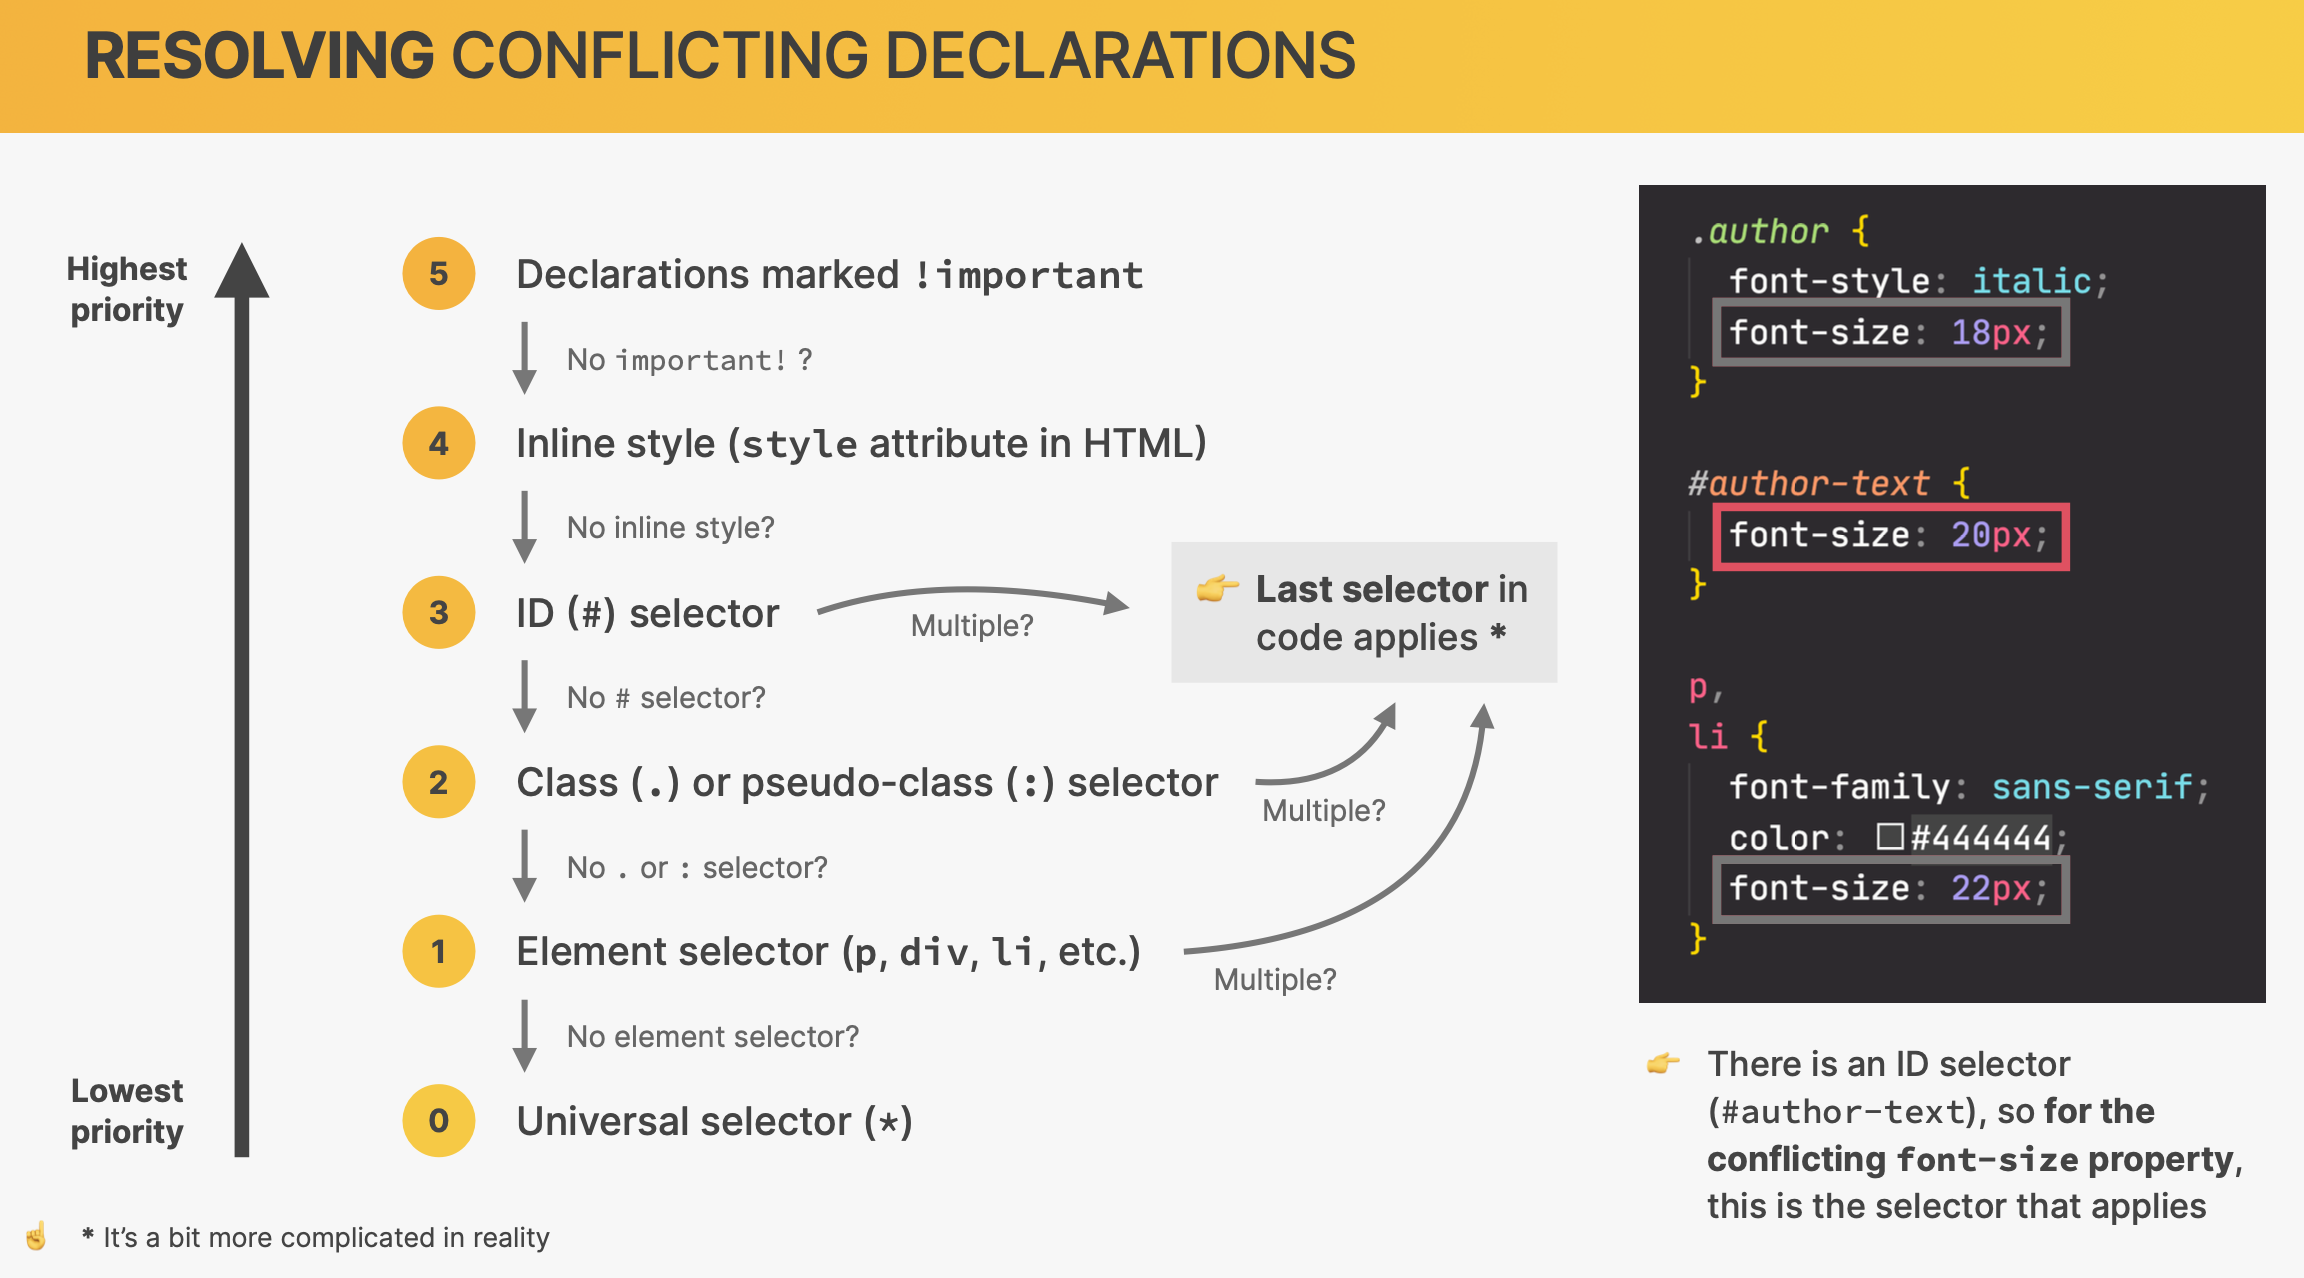 RESOLVING CONFLICTING DECLARATIONS
Highest
priority
5 Declarations marked !important
No important! ?
4 Inline style (style attribute in HTML)
No inline style?
3 ID (#) selector
Multiple?
👉 Last selector in
code applies *
No # selector?
2 Class (.) or pseudo-class (:) selector
Multiple?
No . or : selector?
1 Element selector (p, div, li, etc.)
Multiple?
No element selector?
0 Universal selector (*)
Lowest
priority
☝️ * It’s a bit more complicated in reality
.author {
font-style: italic;
font-size: 18px;
}
#author-text {
font-size: 20px;
}
p,
li {
font-family: sans-serif;
color: #444444;
font-size: 22px;
}
👉 There is an ID selector
(#author-text), so for the
conflicting font-size property,
this is the selector that applies